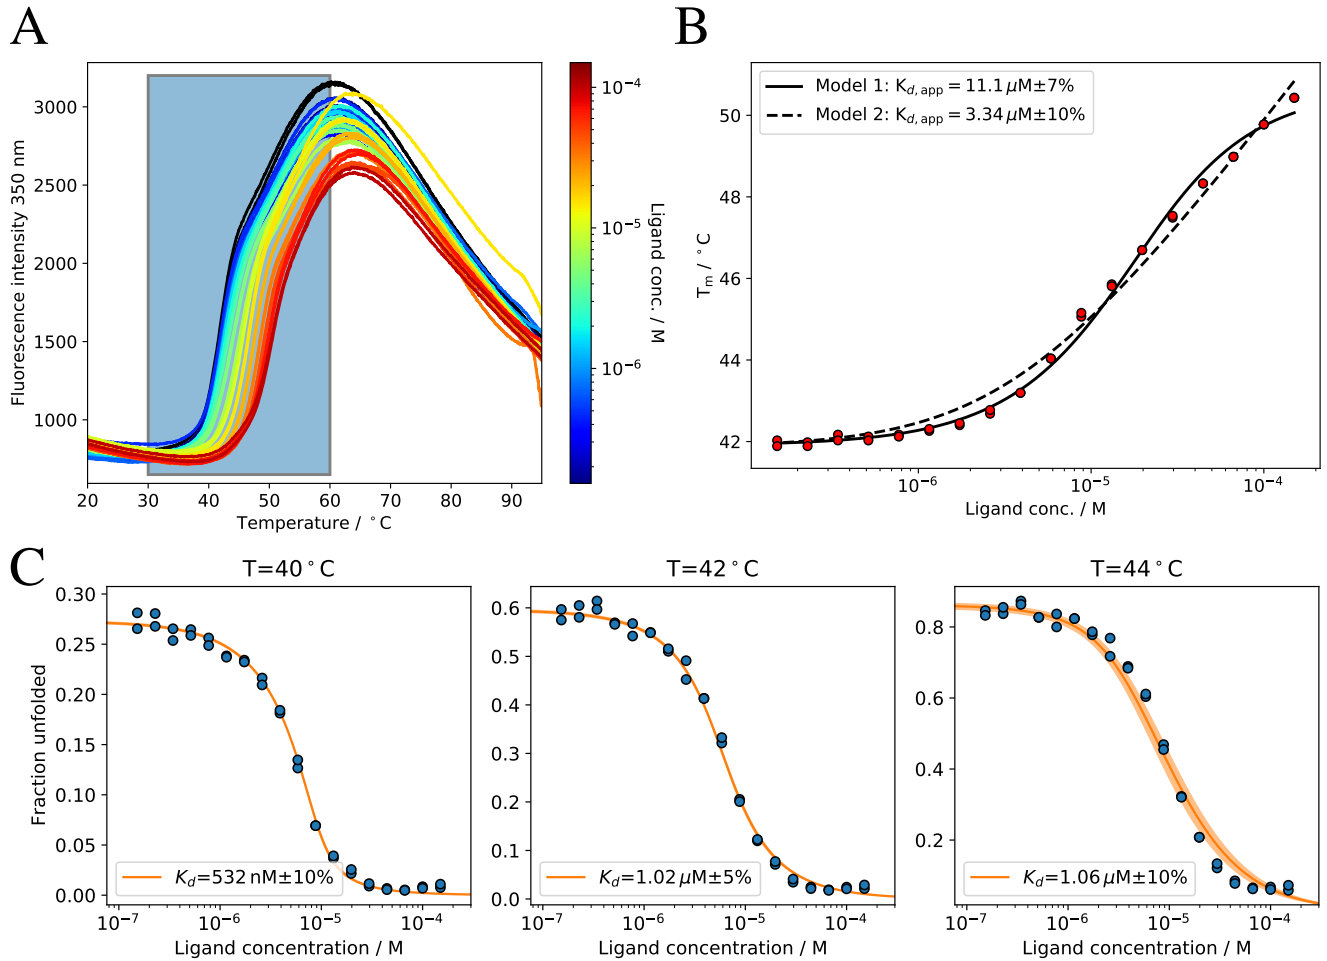 A
B
3000
2500
2000
1500
1000
Fluorescence intensity 350 nm
20
30
40
50
60
70
80
90
Temperature / °C
10⁻⁴
10⁻⁵
10⁻⁶
Ligand conc. / M
Model 1: K_{d, app} = 11.1 μM±7%
Model 2: K_{d, app} = 3.34 μM±10%
50
48
46
44
42
T_m / °C
10⁻⁶
10⁻⁵
10⁻⁴
Ligand conc. / M
C
T=40°C
0.30
0.25
0.20
0.15
0.10
0.05
0.00
Fraction unfolded
K_d=532 nM±10%
10⁻⁷
10⁻⁶
10⁻⁵
10⁻⁴
Ligand concentration / M
T=42°C
0.6
0.5
0.4
0.3
0.2
0.1
0.0
K_d=1.02 μM±5%
10⁻⁷
10⁻⁶
10⁻⁵
10⁻⁴
Ligand concentration / M
T=44°C
0.8
0.6
0.4
0.2
K_d=1.06 μM±10%
10⁻⁷
10⁻⁶
10⁻⁵
10⁻⁴
Ligand concentration / M